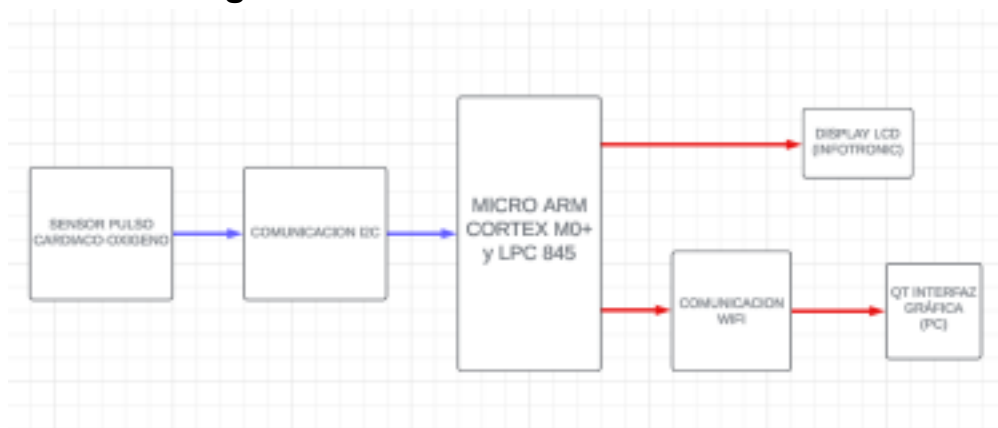 SENSOR PULSO
CARDIACO-OXIGENO
COMUNICACION I2C
MICRO ARM
CORTEX M0+
y LPC 845
DISPLAY LCD
(INFOTRONIC)
COMUNICACION
WIFI
QT INTERFAZ
GRÁFICA
(PC)